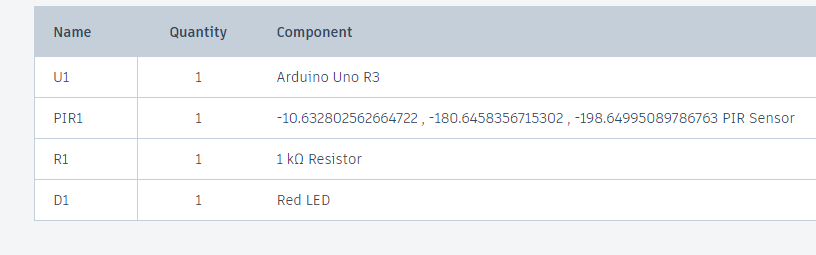 Name Quantity Component
U1 1 Arduino Uno R3
PIR1 1 -10.632802562664722 , -180.6458356715302 , -198.64995089786763 PIR Sensor
R1 1 1 kΩ Resistor
D1 1 Red LED